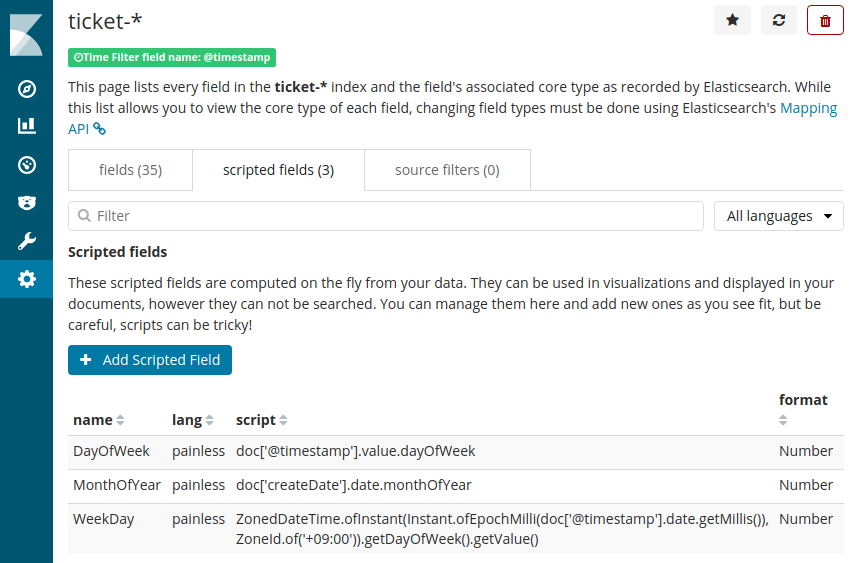 ticket-*
Time Filter field name: @timestamp
This page lists every field in the ticket-* index and the field's associated core type as recorded by Elasticsearch. While
this list allows you to view the core type of each field, changing field types must be done using Elasticsearch's Mapping
API
fields (35)
scripted fields (3)
source filters (0)
Filter
All languages
Scripted fields
These scripted fields are computed on the fly from your data. They can be used in visualizations and displayed in your
documents, however they can not be searched. You can manage them here and add new ones as you see fit, but be
careful, scripts can be tricky!
+ Add Scripted Field
name lang script format
DayOfWeek painless doc['@timestamp'].value.dayOfWeek Number
MonthOfYear painless doc['createDate'].date.monthOfYear Number
WeekDay painless ZonedDateTime.ofInstant(Instant.ofEpochMilli(doc['@timestamp'].date.getMillis()), Number
ZoneId.of('+09:00')).getDayOfWeek().getValue()